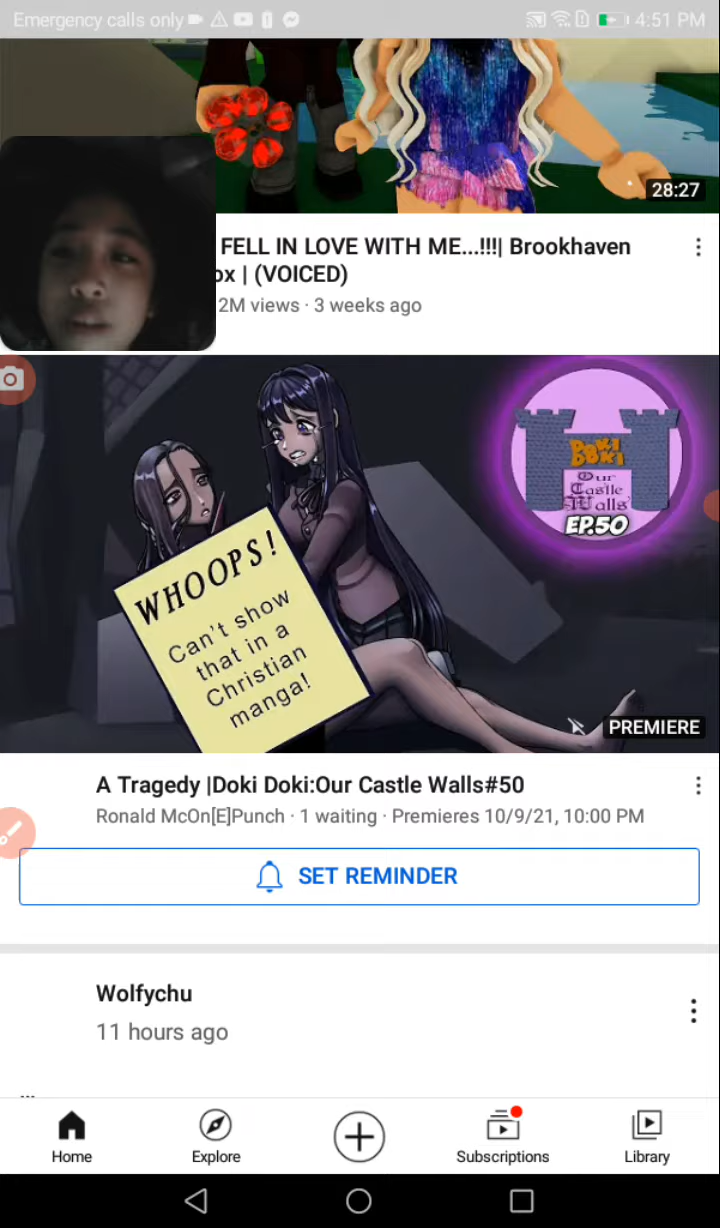 Emergency calls only
4:51 PM
28:27
FELL IN LOVE WITH ME...!!!| Brookhaven
ox | (VOICED)
2M views · 3 weeks ago
DOKI
DOKI
Our
Castle
Walls
EP.50
WHOOPS!
Can't show
that in a
Christian
manga!
PREMIERE
A Tragedy |Doki Doki:Our Castle Walls#50
Ronald McOn[E]Punch · 1 waiting · Premieres 10/9/21, 10:00 PM
SET REMINDER
Wolfychu
11 hours ago
...
Home
Explore
Subscriptions
Library